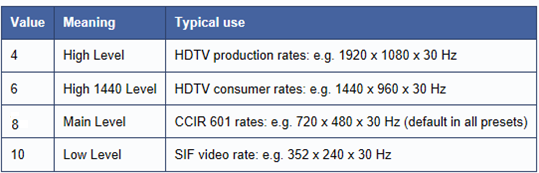 Value Meaning Typical use
4 High Level HDTV production rates: e.g. 1920 x 1080 x 30 Hz
6 High 1440 Level HDTV consumer rates: e.g. 1440 x 960 x 30 Hz
8 Main Level CCIR 601 rates: e.g. 720 x 480 x 30 Hz (default in all presets)
10 Low Level SIF video rate: e.g. 352 x 240 x 30 Hz